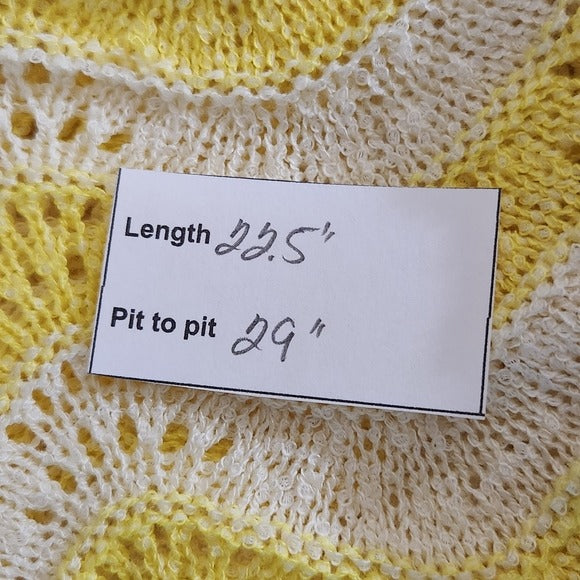 Length 22.5"
Pit to pit 29"